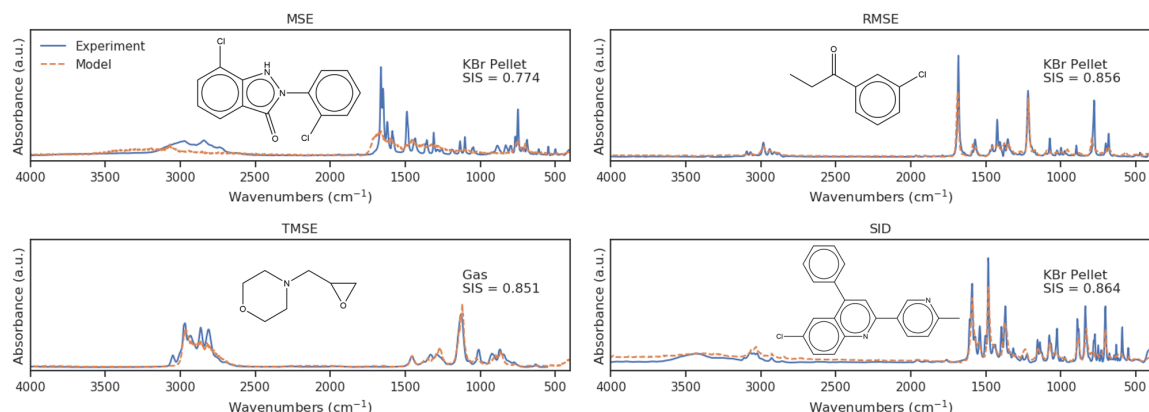 MSE
Experiment
Model
Cl
H
N
N
O
Cl
KBr Pellet
SIS = 0.774
Absorbance (a.u.)
4000 3500 3000 2500 2000 1500 1000 500
Wavenumbers (cm⁻¹)
RMSE
O
Cl
KBr Pellet
SIS = 0.856
Absorbance (a.u.)
4000 3500 3000 2500 2000 1500 1000 500
Wavenumbers (cm⁻¹)
TMSE
N
O
O
Gas
SIS = 0.851
Absorbance (a.u.)
4000 3500 3000 2500 2000 1500 1000 500
Wavenumbers (cm⁻¹)
SID
N
Cl
N
KBr Pellet
SIS = 0.864
Absorbance (a.u.)
4000 3500 3000 2500 2000 1500 1000 500
Wavenumbers (cm⁻¹)